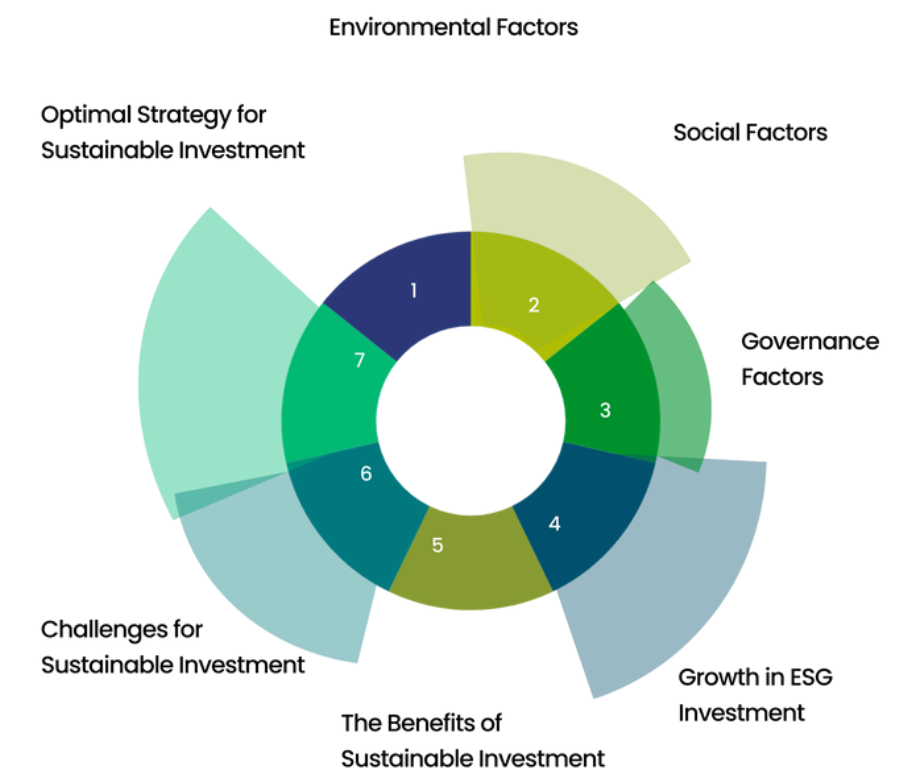 Environmental Factors
Optimal Strategy for
Sustainable Investment
Social Factors
1
2
Governance
Factors
7
3
6
4
5
Challenges for
Sustainable Investment
Growth in ESG
Investment
The Benefits of
Sustainable Investment